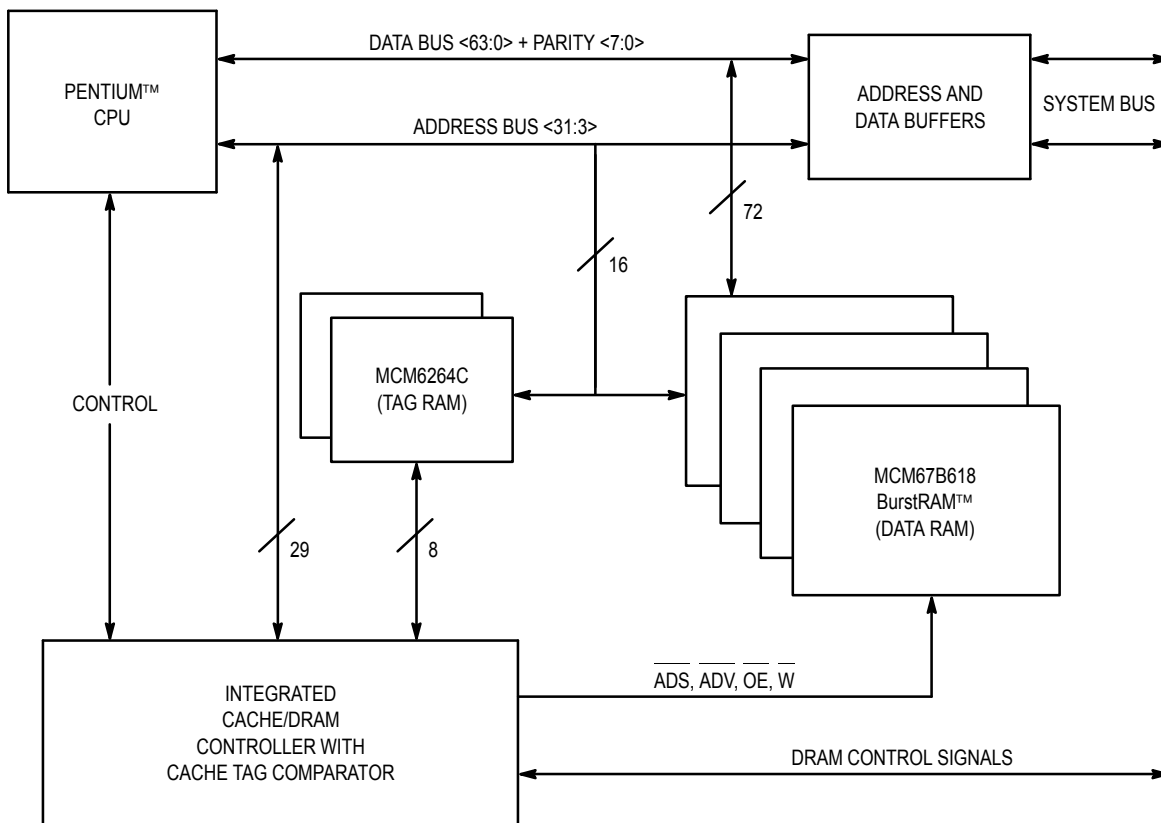 DATA BUS <63:0> + PARITY <7:0>
PENTIUM™
CPU
ADDRESS AND
DATA BUFFERS
SYSTEM BUS
ADDRESS BUS <31:3>
72
16
MCM6264C
(TAG RAM)
CONTROL
MCM67B618
BurstRAM™
(DATA RAM)
29
8
ADS, ADV, OE, W
INTEGRATED
CACHE/DRAM
CONTROLLER WITH
CACHE TAG COMPARATOR
DRAM CONTROL SIGNALS